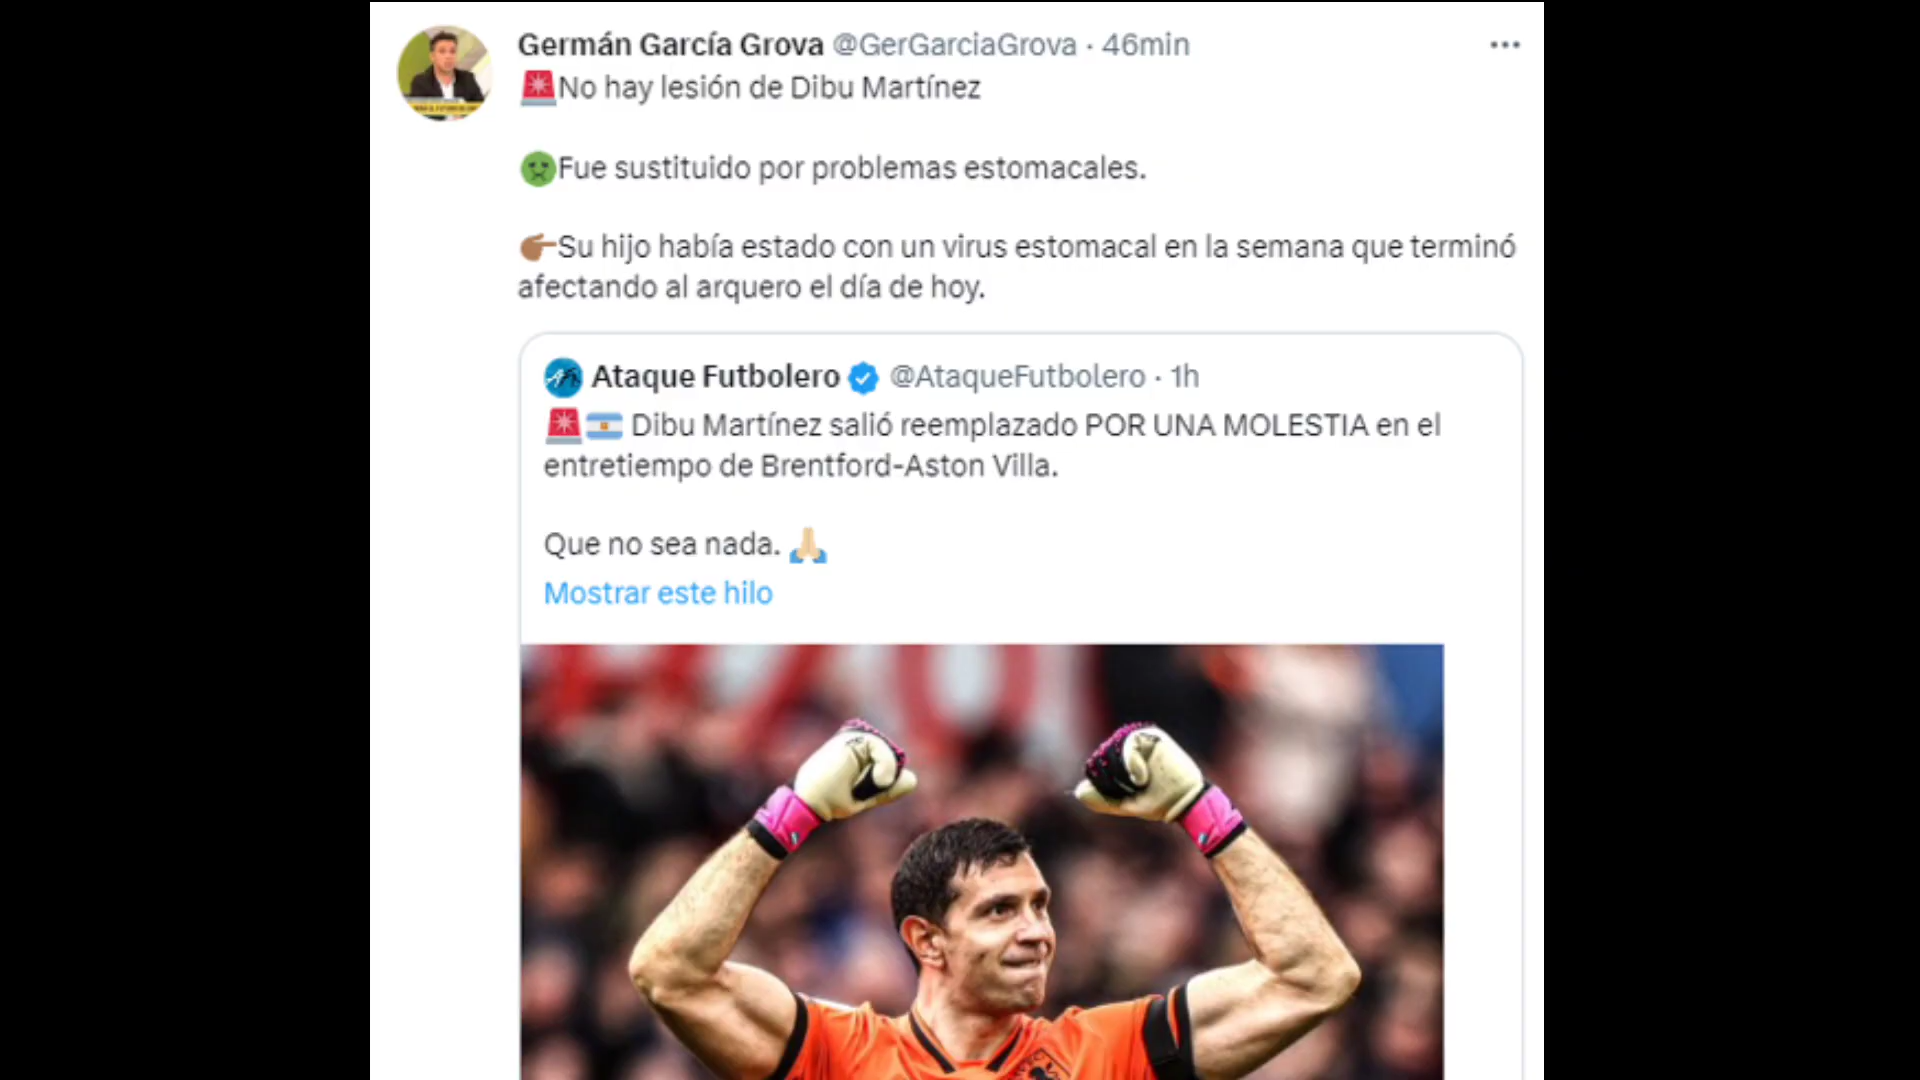 Germán García Grova @GerGarciaGrova · 46min
🚨No hay lesión de Dibu Martínez
🤢Fue sustituido por problemas estomacales.
👉🏾Su hijo había estado con un virus estomacal en la semana que terminó
afectando al arquero el día de hoy.
Ataque Futbolero @AtaqueFutbolero · 1h
🚨🇦🇷 Dibu Martínez salió reemplazado POR UNA MOLESTIA en el
entretiempo de Brentford-Aston Villa.
Que no sea nada. 🙏🏼
Mostrar este hilo